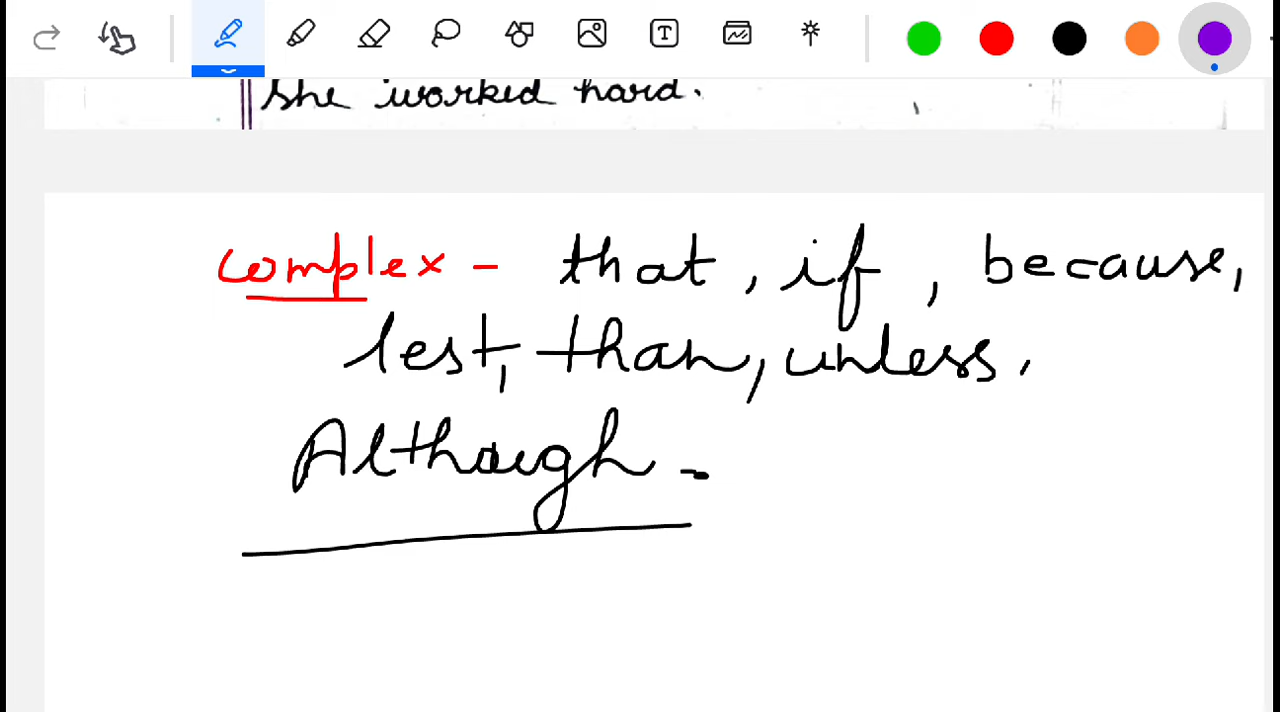 She worked hard.
complex - that, if, because,
lest, than, unless,
Although -